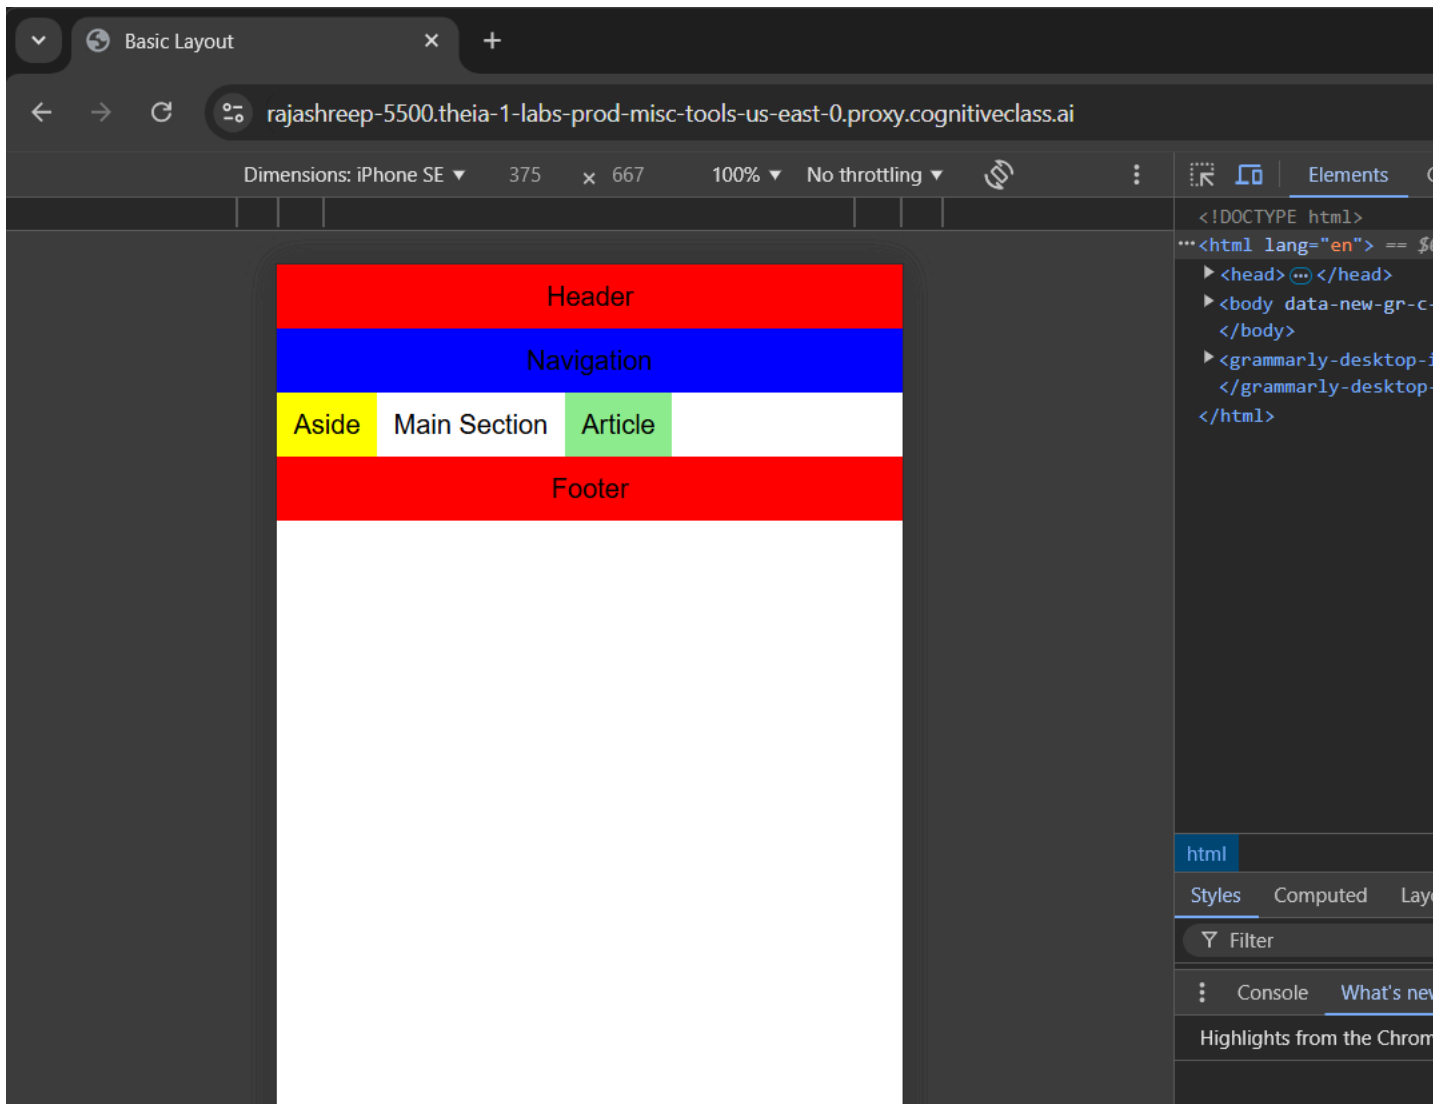 Basic Layout
rajashreep-5500.theia-1-labs-prod-misc-tools-us-east-0.proxy.cognitiveclass.ai
Dimensions: iPhone SE ▼ 375 × 667 100% ▼ No throttling ▼
Elements
<!DOCTYPE html>
<html lang="en"> == $
<head> </head>
<body data-new-gr-c-
</body>
<grammarly-desktop-i
</grammarly-desktop-
</html>
Header
Navigation
Aside Main Section Article
Footer
html
Styles Computed Lay
Filter
Console What's new
Highlights from the Chrom